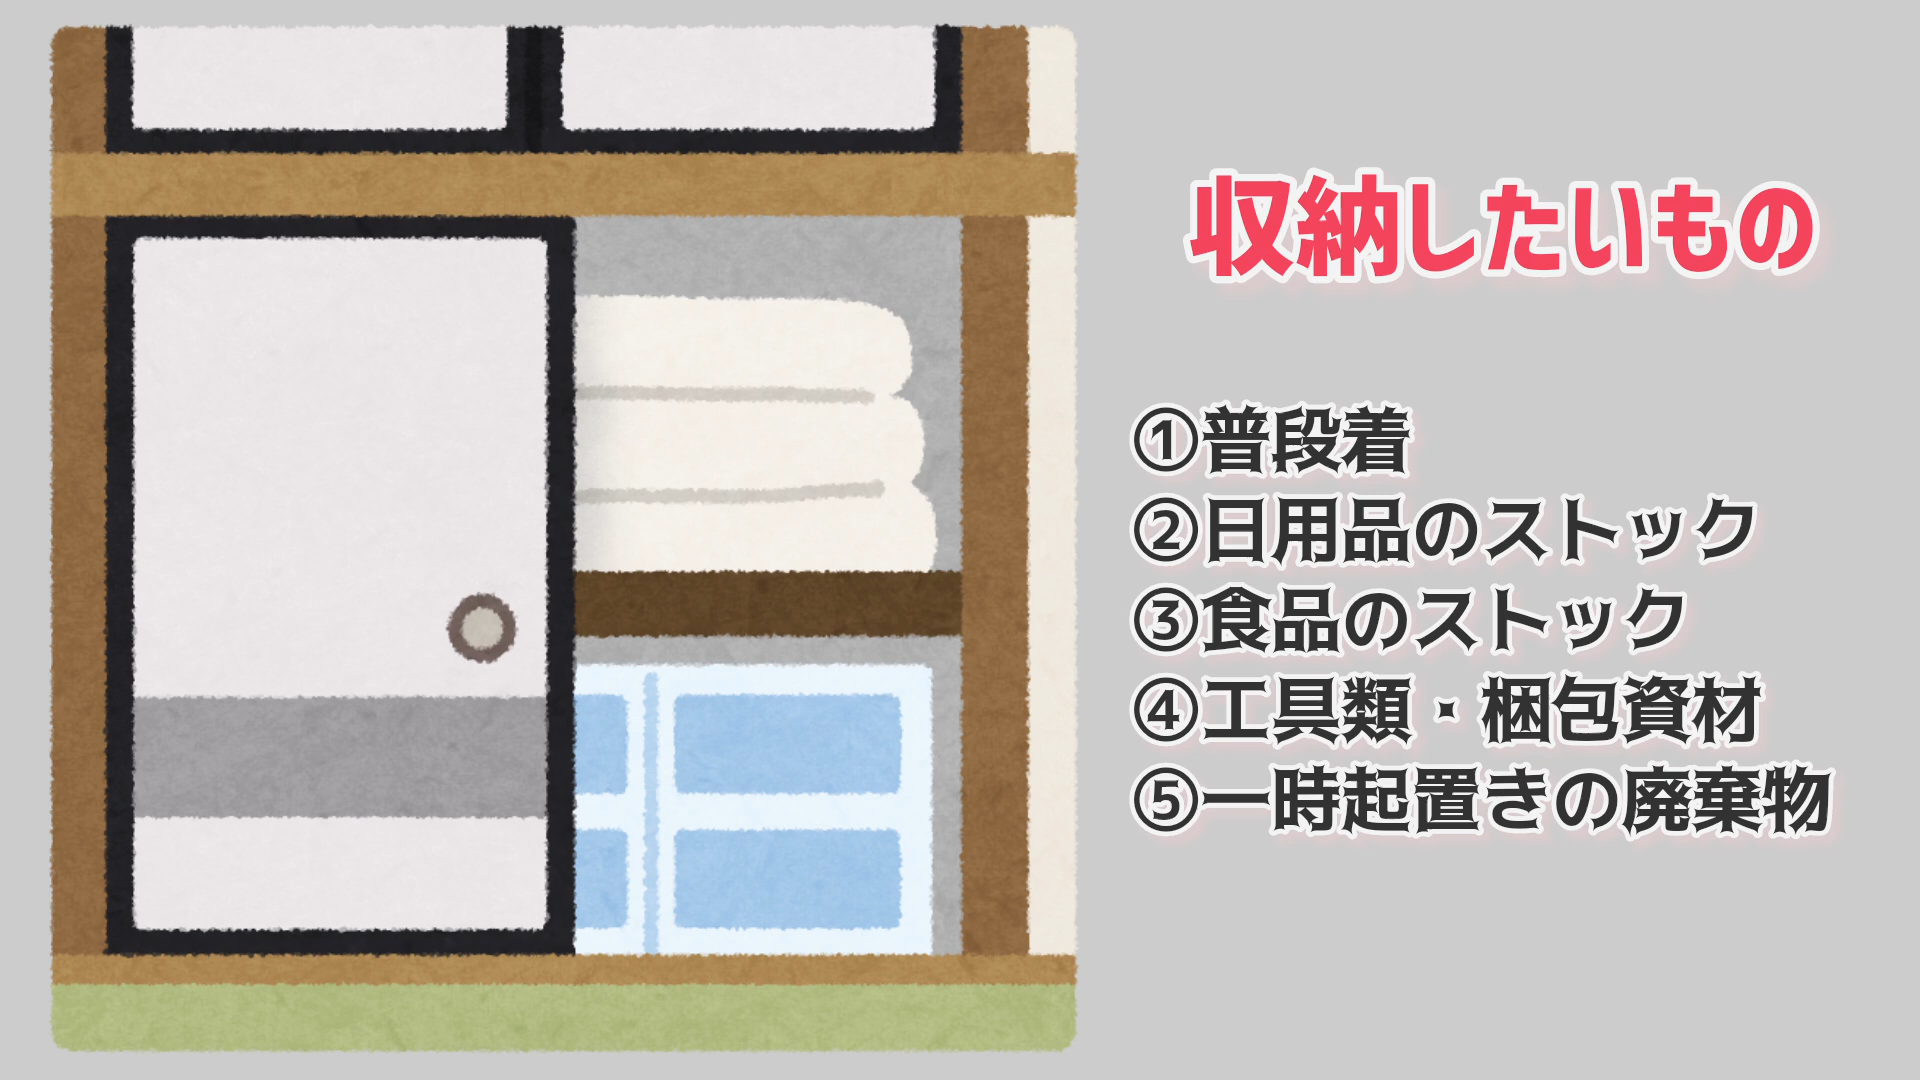 収納したいもの
①普段着
②日用品のストック
③食品のストック
④工具類・梱包資材
⑤一時起置きの廃棄物